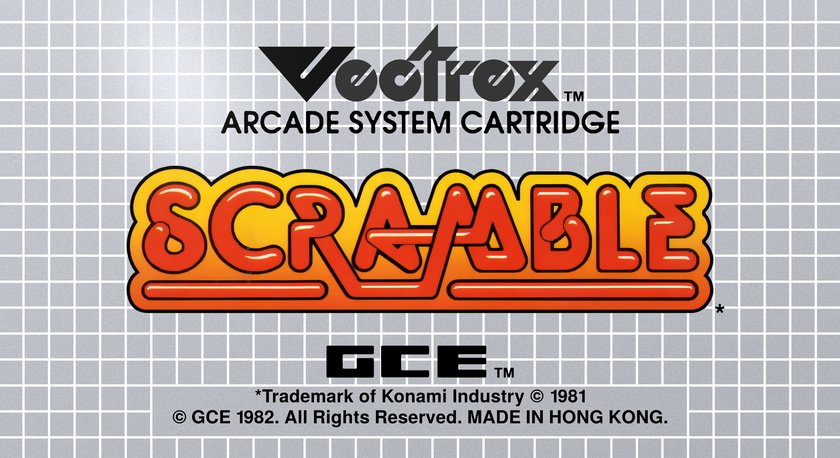 Vectrex™
ARCADE SYSTEM CARTRIDGE
SCRAMBLE*
GCE™
*Trademark of Konami Industry © 1981
© GCE 1982. All Rights Reserved. MADE IN HONG KONG.